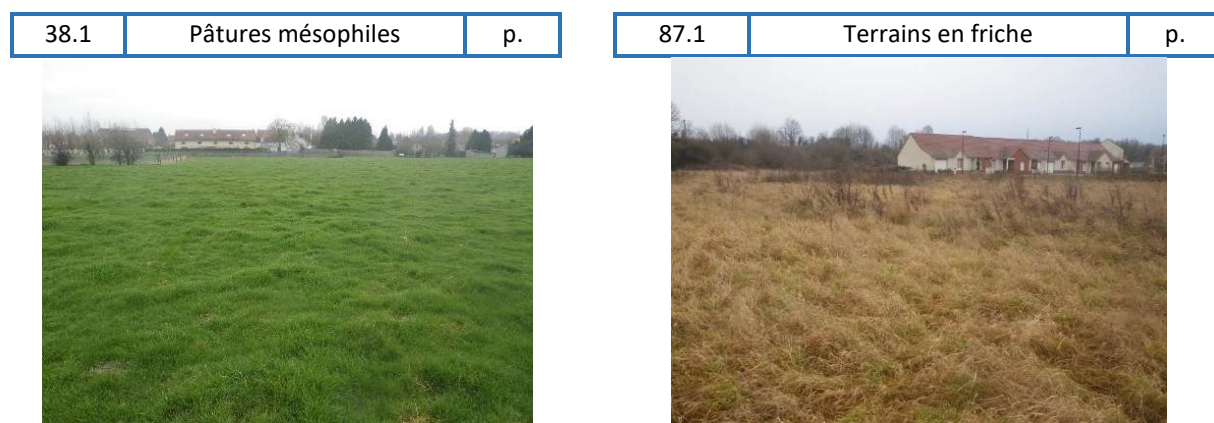 38.1 Pâtures mésophiles p.
87.1 Terrains en friche p.